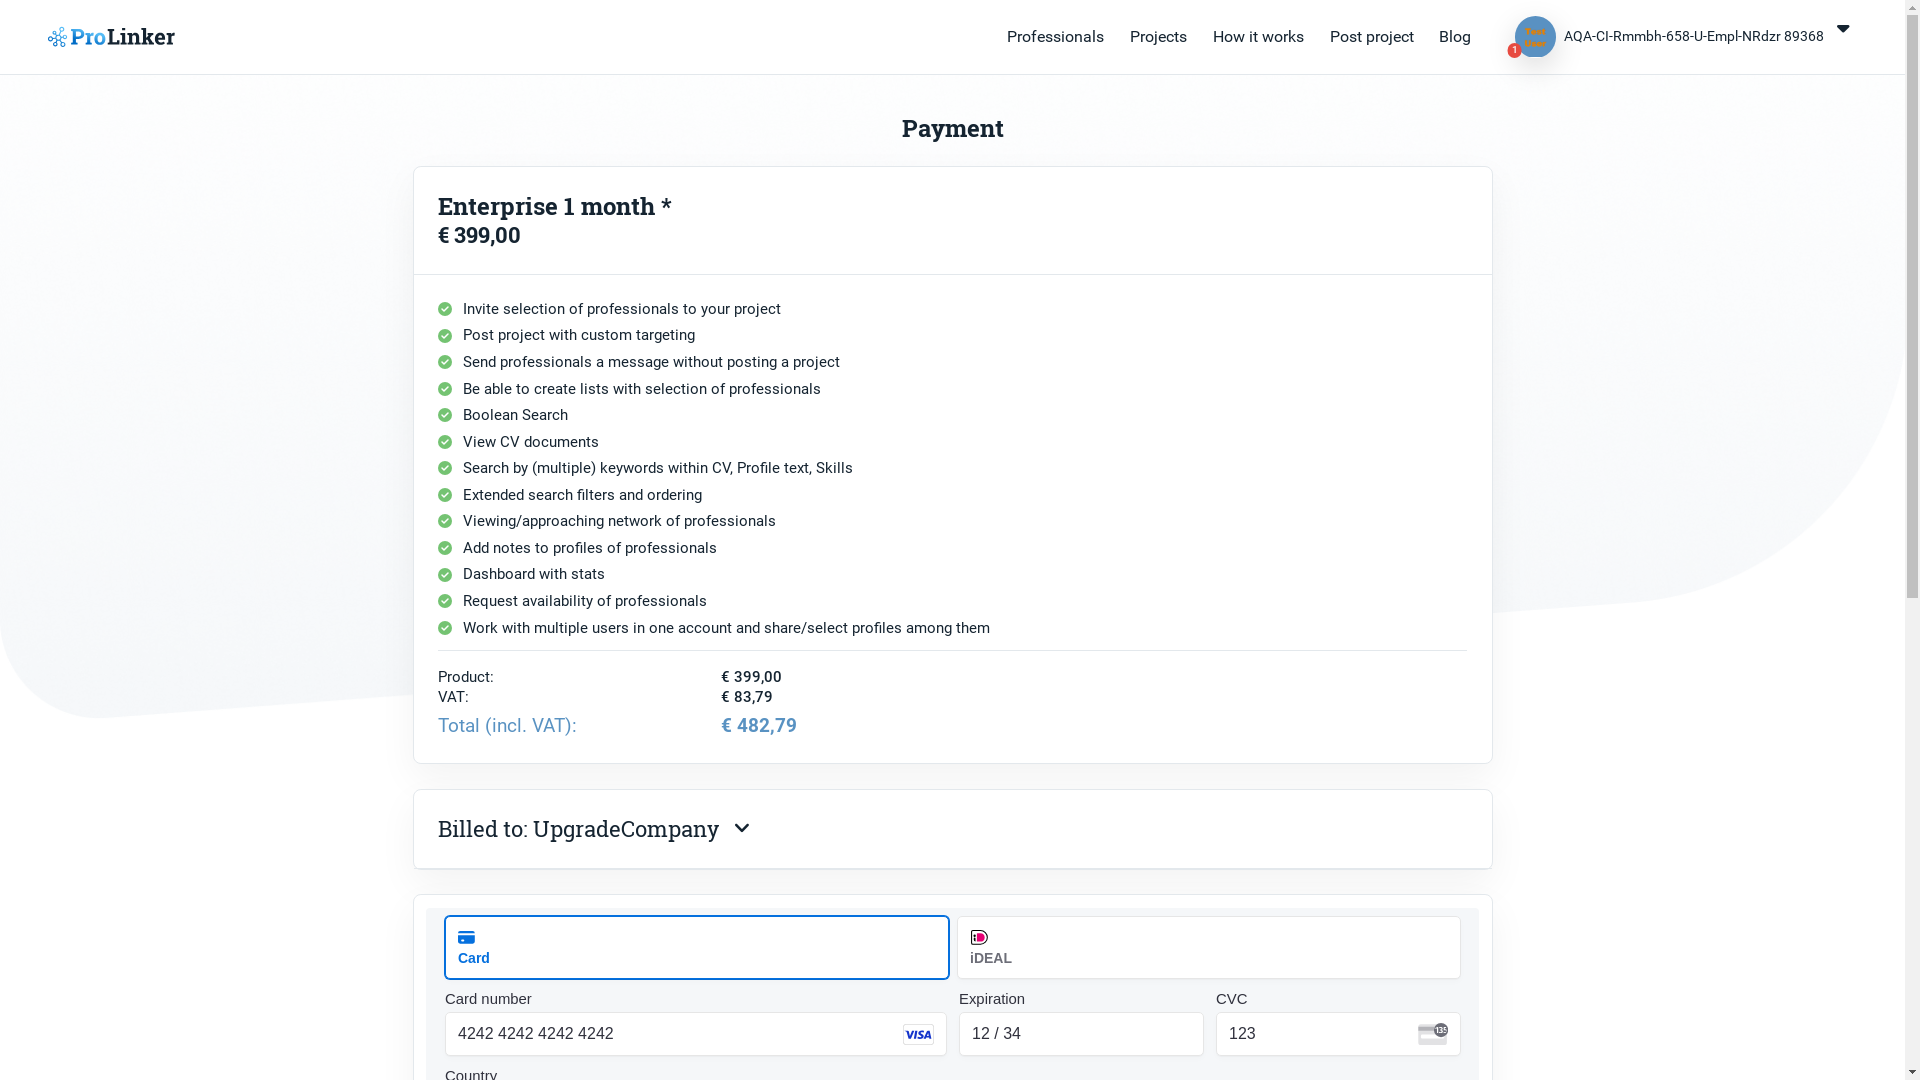 ProLinker
Professionals Projects How it works Post project Blog
1 AQA-CI-Rmmbh-658-U-Empl-NRdzr 89368
Payment
Enterprise 1 month *
€ 399,00
Invite selection of professionals to your project
Post project with custom targeting
Send professionals a message without posting a project
Be able to create lists with selection of professionals
Boolean Search
View CV documents
Search by (multiple) keywords within CV, Profile text, Skills
Extended search filters and ordering
Viewing/approaching network of professionals
Add notes to profiles of professionals
Dashboard with stats
Request availability of professionals
Work with multiple users in one account and share/select profiles among them
Product: € 399,00
VAT: € 83,79
Total (incl. VAT): € 482,79
Billed to: UpgradeCompany
Card iDEAL
Card number Expiration CVC
4242 4242 4242 4242 VISA 12 / 34 123 135
Country